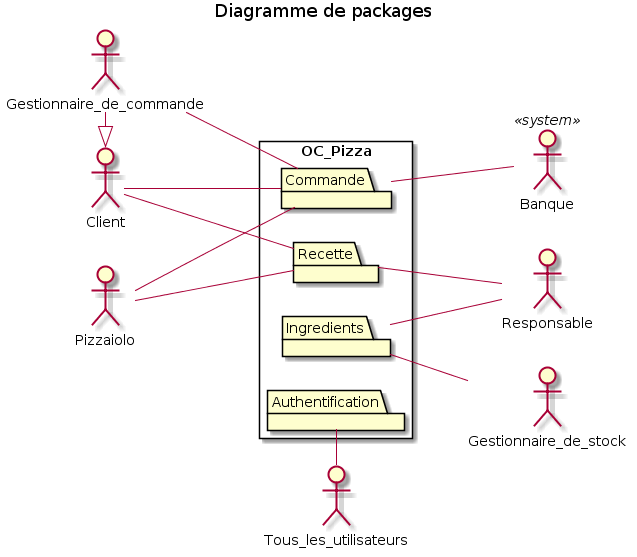 Diagramme de packages
Gestionnaire_de_commande
OC_Pizza
«system»
Commande
Banque
Client
Recette
Responsable
Pizzaiolo
Ingredients
Authentification
Gestionnaire_de_stock
Tous_les_utilisateurs